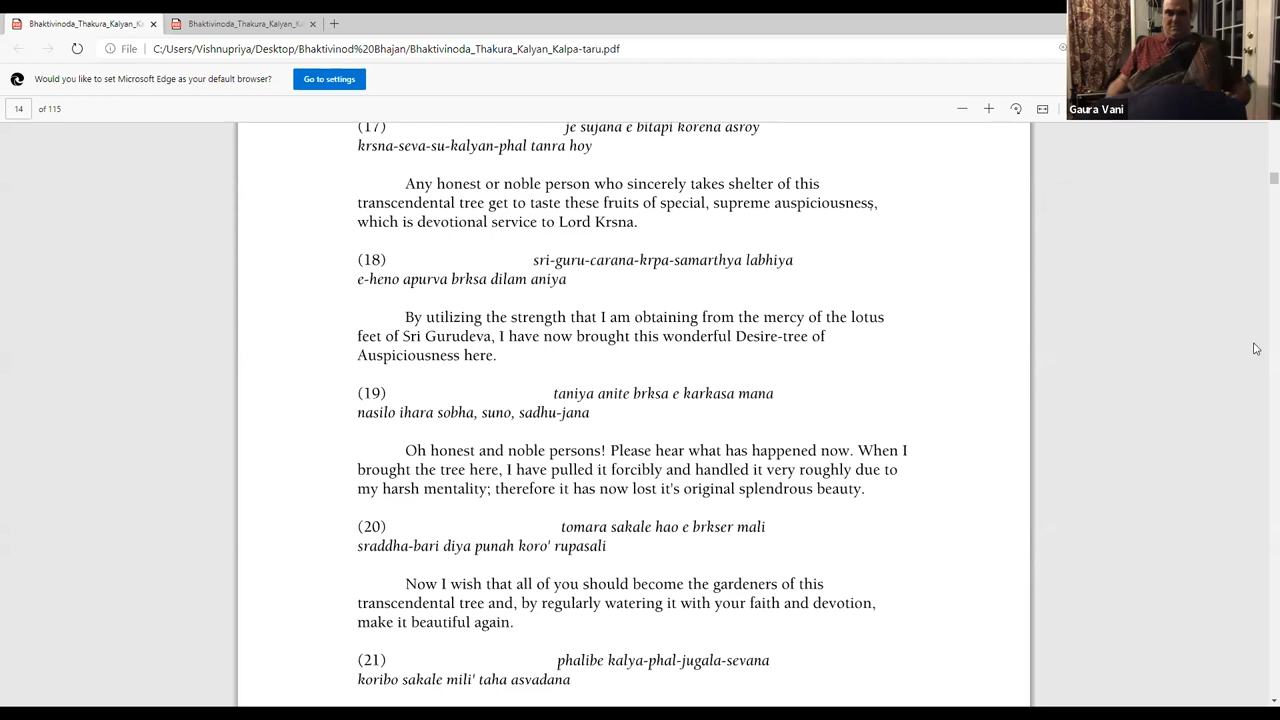 Bhaktivinoda_Thakura_Kalyan_K
Bhaktivinoda_Thakura_Kalyan_K
File
C:/Users/Vishnupriya/Desktop/Bhaktivinod%20Bhajan/Bhaktivinoda_Thakura_Kalyan_Kalpa-taru.pdf
Would you like to set Microsoft Edge as your default browser?
Go to settings
14 of 115
Gaura Vani
(17) je sujana e bitapi korena asroy
krsna-seva-su-kalyan-phal tanra hoy
Any honest or noble person who sincerely takes shelter of this
transcendental tree get to taste these fruits of special, supreme auspiciousness,
which is devotional service to Lord Krsna.
(18) sri-guru-carana-krpa-samarthya labhiya
e-heno apurva brksa dilam aniya
By utilizing the strength that I am obtaining from the mercy of the lotus
feet of Sri Gurudeva, I have now brought this wonderful Desire-tree of
Auspiciousness here.
(19) taniya anite brksa e karkasa mana
nasilo ihara sobha, suno, sadhu-jana
Oh honest and noble persons! Please hear what has happened now. When I
brought the tree here, I have pulled it forcibly and handled it very roughly due to
my harsh mentality; therefore it has now lost it's original splendrous beauty.
(20) tomara sakale hao e brkser mali
sraddha-bari diya punah koro' rupasali
Now I wish that all of you should become the gardeners of this
transcendental tree and, by regularly watering it with your faith and devotion,
make it beautiful again.
(21) phalibe kalya-phal-jugala-sevana
koribo sakale mili' taha asvadana